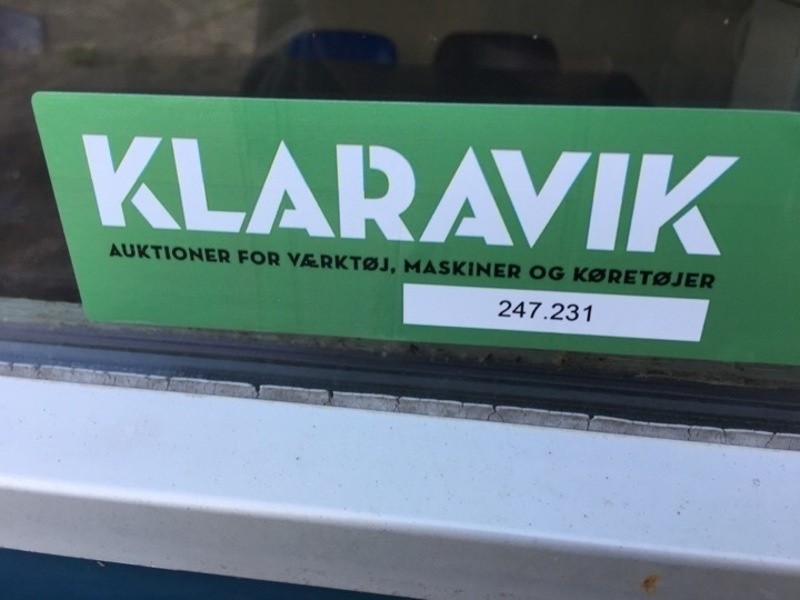 KLARAVIK
AUKTIONER FOR VÆRKTØJ, MASKINER OG KØRETØJER
247.231